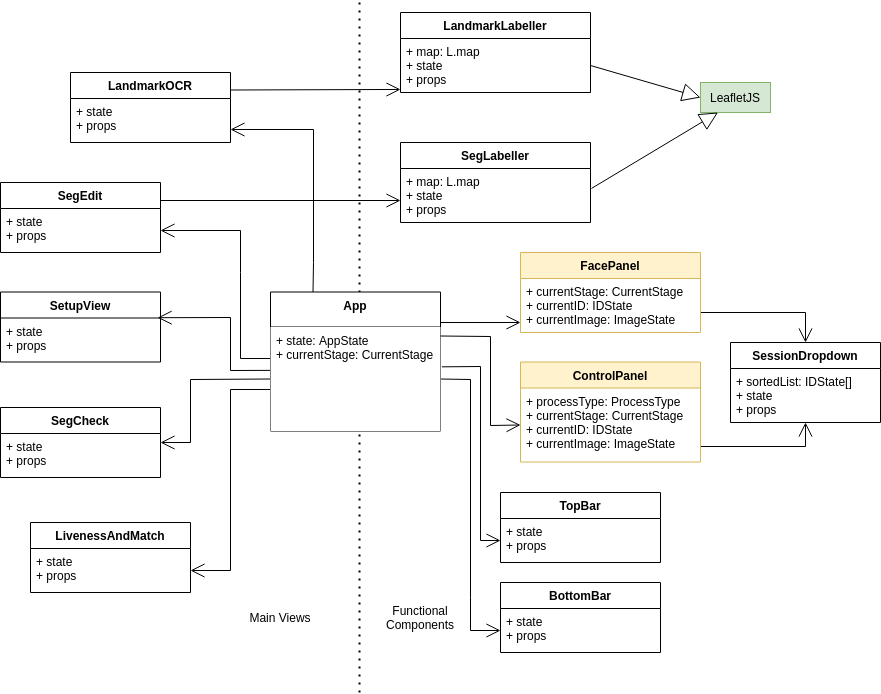 LandmarkLabeller
+ map: L.map
+ state
+ props
LandmarkOCR
+ state
+ props
LeafletJS
SegLabeller
+ map: L.map
+ state
+ props
SegEdit
+ state
+ props
FacePanel
+ currentStage: CurrentStage
+ currentID: IDState
+ currentImage: ImageState
SetupView
+ state
+ props
App
+ state: AppState
+ currentStage: CurrentStage
SessionDropdown
+ sortedList: IDState[]
+ state
+ props
ControlPanel
+ processType: ProcessType
+ currentStage: CurrentStage
+ currentID: IDState
+ currentImage: ImageState
SegCheck
+ state
+ props
TopBar
+ state
+ props
LivenessAndMatch
+ state
+ props
BottomBar
+ state
+ props
Main Views
Functional
Components